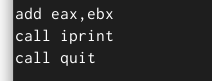 add eax,ebx
call iprint
call quit